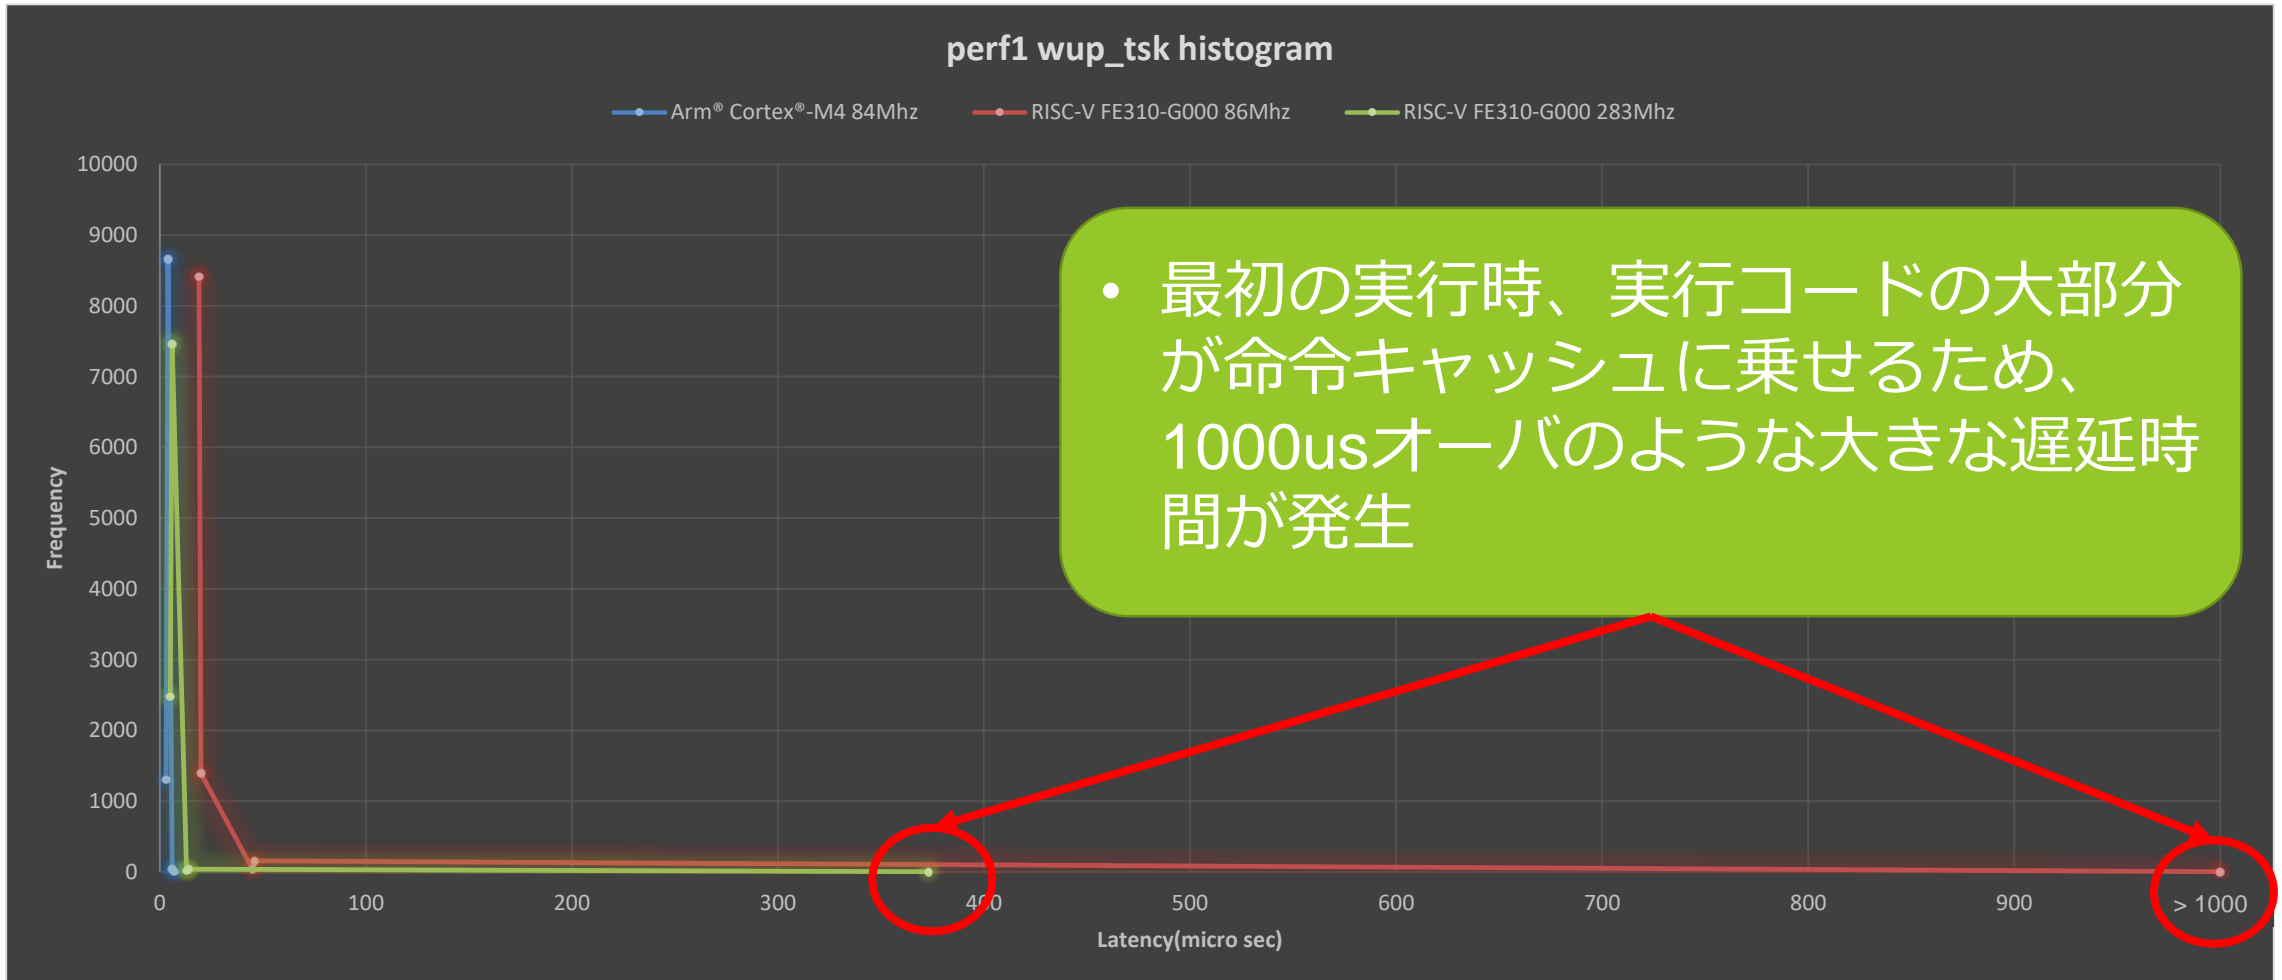 perf1 wup_tsk histogram
Arm® Cortex®-M4 84Mhz
RISC-V FE310-G000 86Mhz
RISC-V FE310-G000 283Mhz
10000
9000
8000
7000
6000
5000
4000
3000
2000
1000
0
Frequency
• 最初の実行時、実行コードの大部分
が命令キャッシュに乗せるため、
1000usオーバのような大きな遅延時
間が発生
0
100
200
300
400
500
600
700
800
900
> 1000
Latency(micro sec)